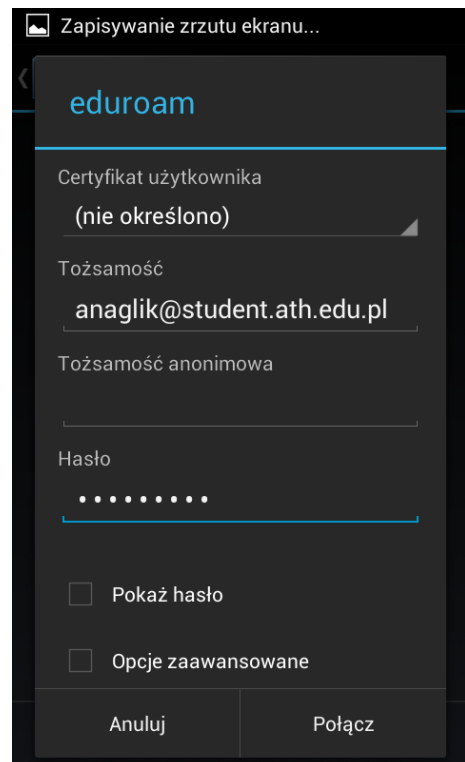 Zapisywanie zrzutu ekranu...
eduroam
Certyfikat użytkownika
(nie określono)
Tożsamość
anaglik@student.ath.edu.pl
Tożsamość anonimowa
Hasło
•••••••••
Pokaż hasło
Opcje zaawansowane
Anuluj Połącz